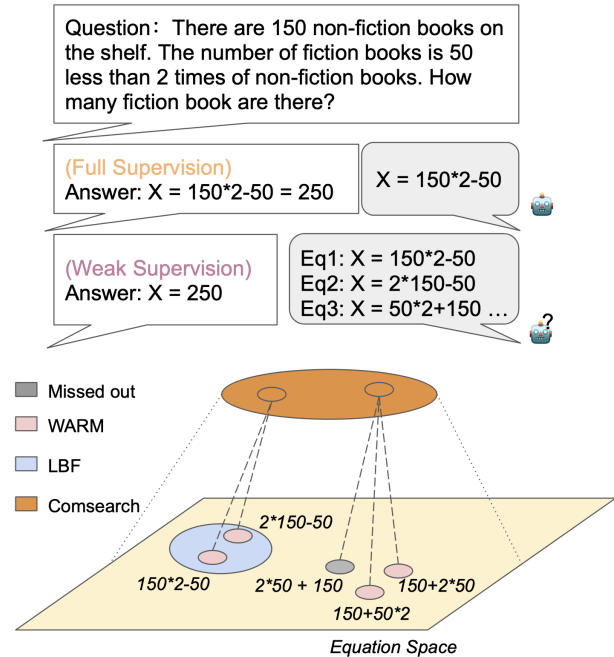 Question: There are 150 non-fiction books on
the shelf. The number of fiction books is 50
less than 2 times of non-fiction books. How
many fiction book are there?
(Full Supervision)
Answer: X = 150*2-50 = 250
X = 150*2-50
(Weak Supervision)
Answer: X = 250
Eq1: X = 150*2-50
Eq2: X = 2*150-50
Eq3: X = 50*2+150 ...
?
Missed out
WARM
LBF
Comsearch
2*150-50
150*2-50
2*50 + 150
150+2*50
150+50*2
Equation Space